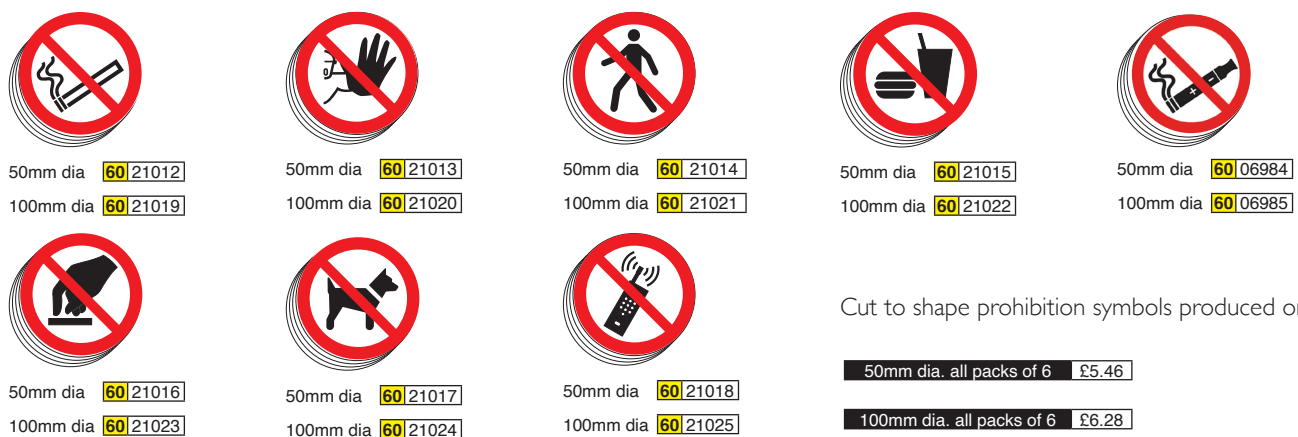 50mm dia 60 21012
100mm dia 60 21019
50mm dia 60 21013
100mm dia 60 21020
50mm dia 60 21014
100mm dia 60 21021
50mm dia 60 21015
100mm dia 60 21022
50mm dia 60 06984
100mm dia 60 06985
50mm dia 60 21016
100mm dia 60 21023
50mm dia 60 21017
100mm dia 60 21024
50mm dia 60 21018
100mm dia 60 21025
Cut to shape prohibition symbols produced
50mm dia. all packs of 6 £5.46
100mm dia. all packs of 6 £6.28